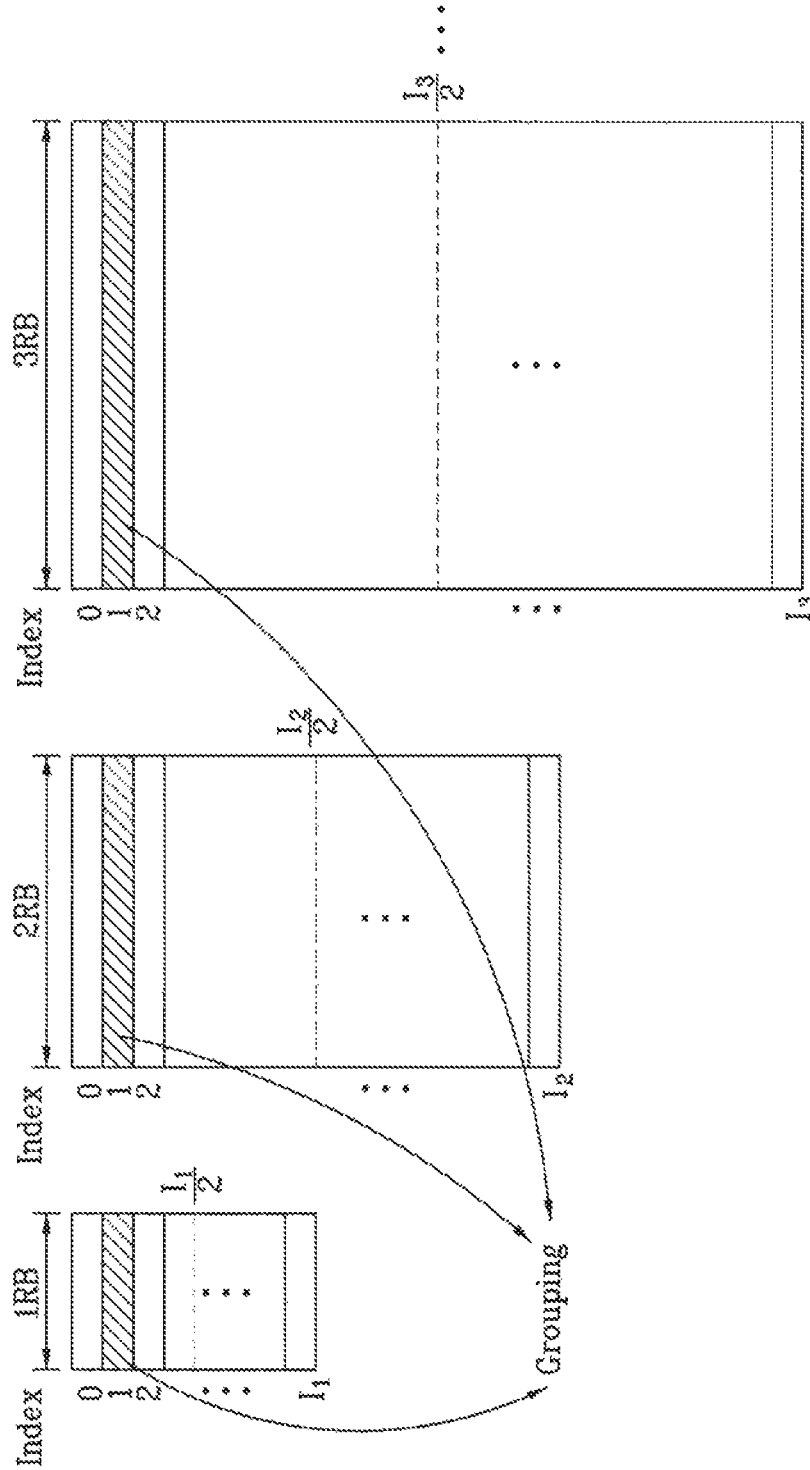 Index
1RB
0
1
2
I₁
I₁/2
Index
2RB
0
1
2
I₂
I₂/2
Index
3RB
0
1
2
I₃/2
Grouping